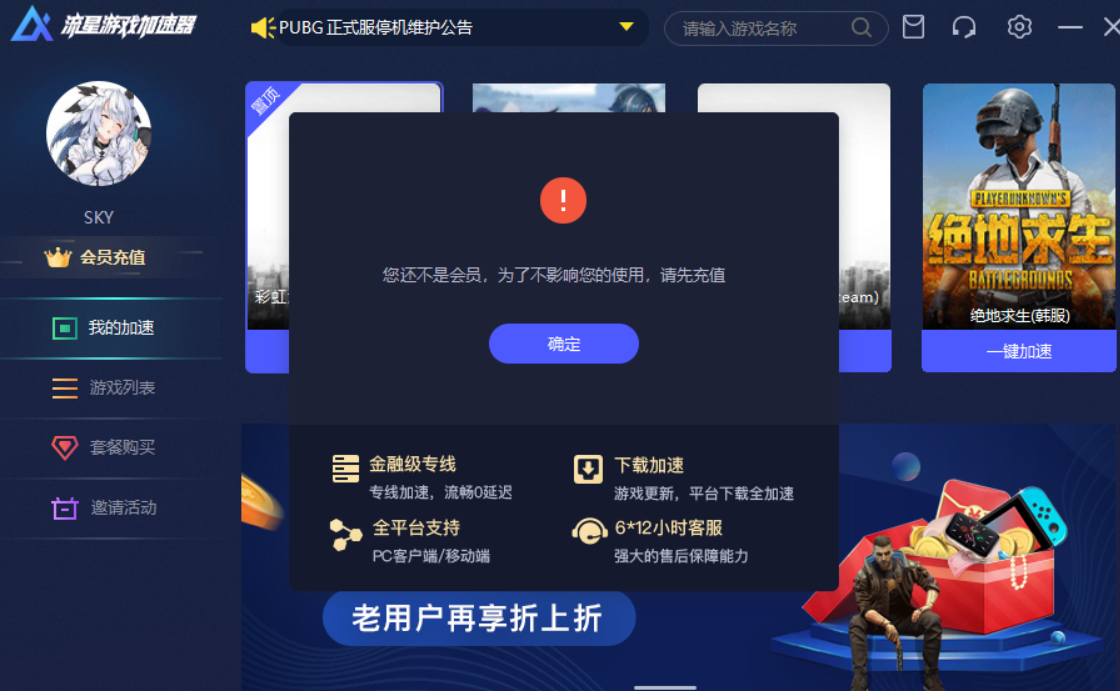 流星游戏加速器
PUBG 正式服停机维护公告
请输入游戏名称
SKY
会员充值
我的加速
游戏列表
套餐购买
邀请活动
置顶
彩虹
eam)
PLAYERUNKNOWN'S
绝地求生
BATTLEGROUNDS
绝地求生(韩服)
一键加速
!
您还不是会员，为了不影响您的使用，请先充值
确定
金融级专线
专线加速，流畅0延迟
下载加速
游戏更新，平台下载全加速
全平台支持
PC客户端/移动端
6*12小时客服
强大的售后保障能力
老用户再享折上折